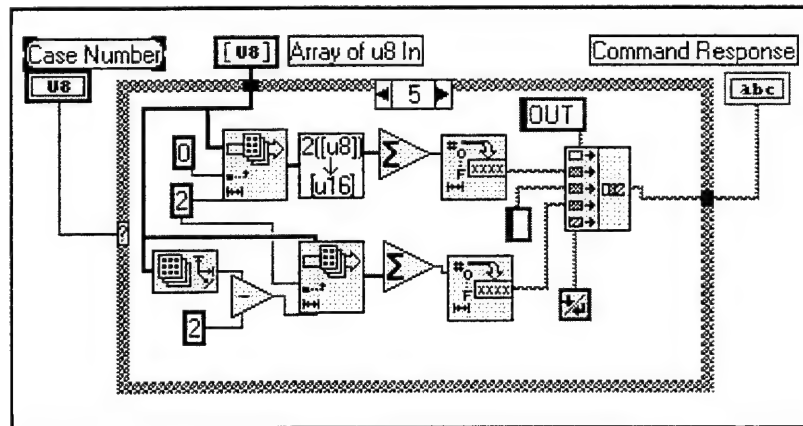 Case Number
U8
[U8]
Array of u8 In
Command Response
abc
5
?
OUT
0
2([u8])
[u16]
Σ
#
F
xxxx
2
Σ
#
F
xxxx
2